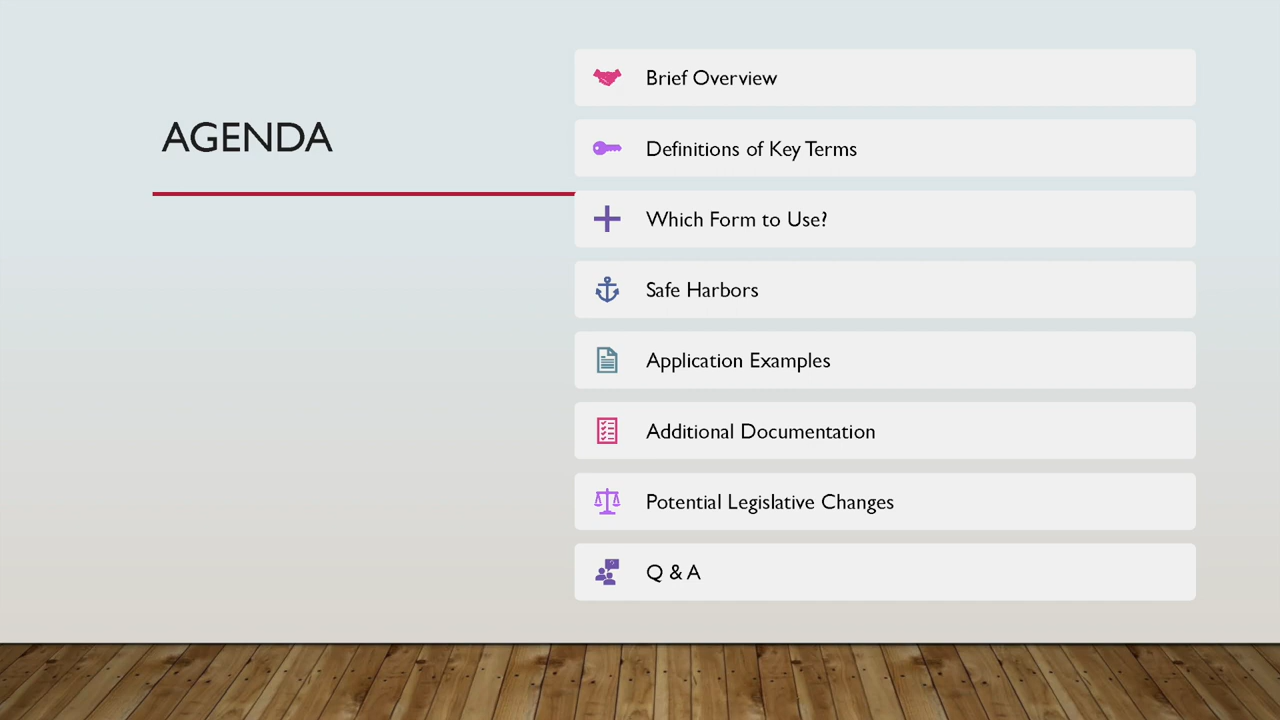 AGENDA
Brief Overview
Definitions of Key Terms
Which Form to Use?
Safe Harbors
Application Examples
Additional Documentation
Potential Legislative Changes
Q & A